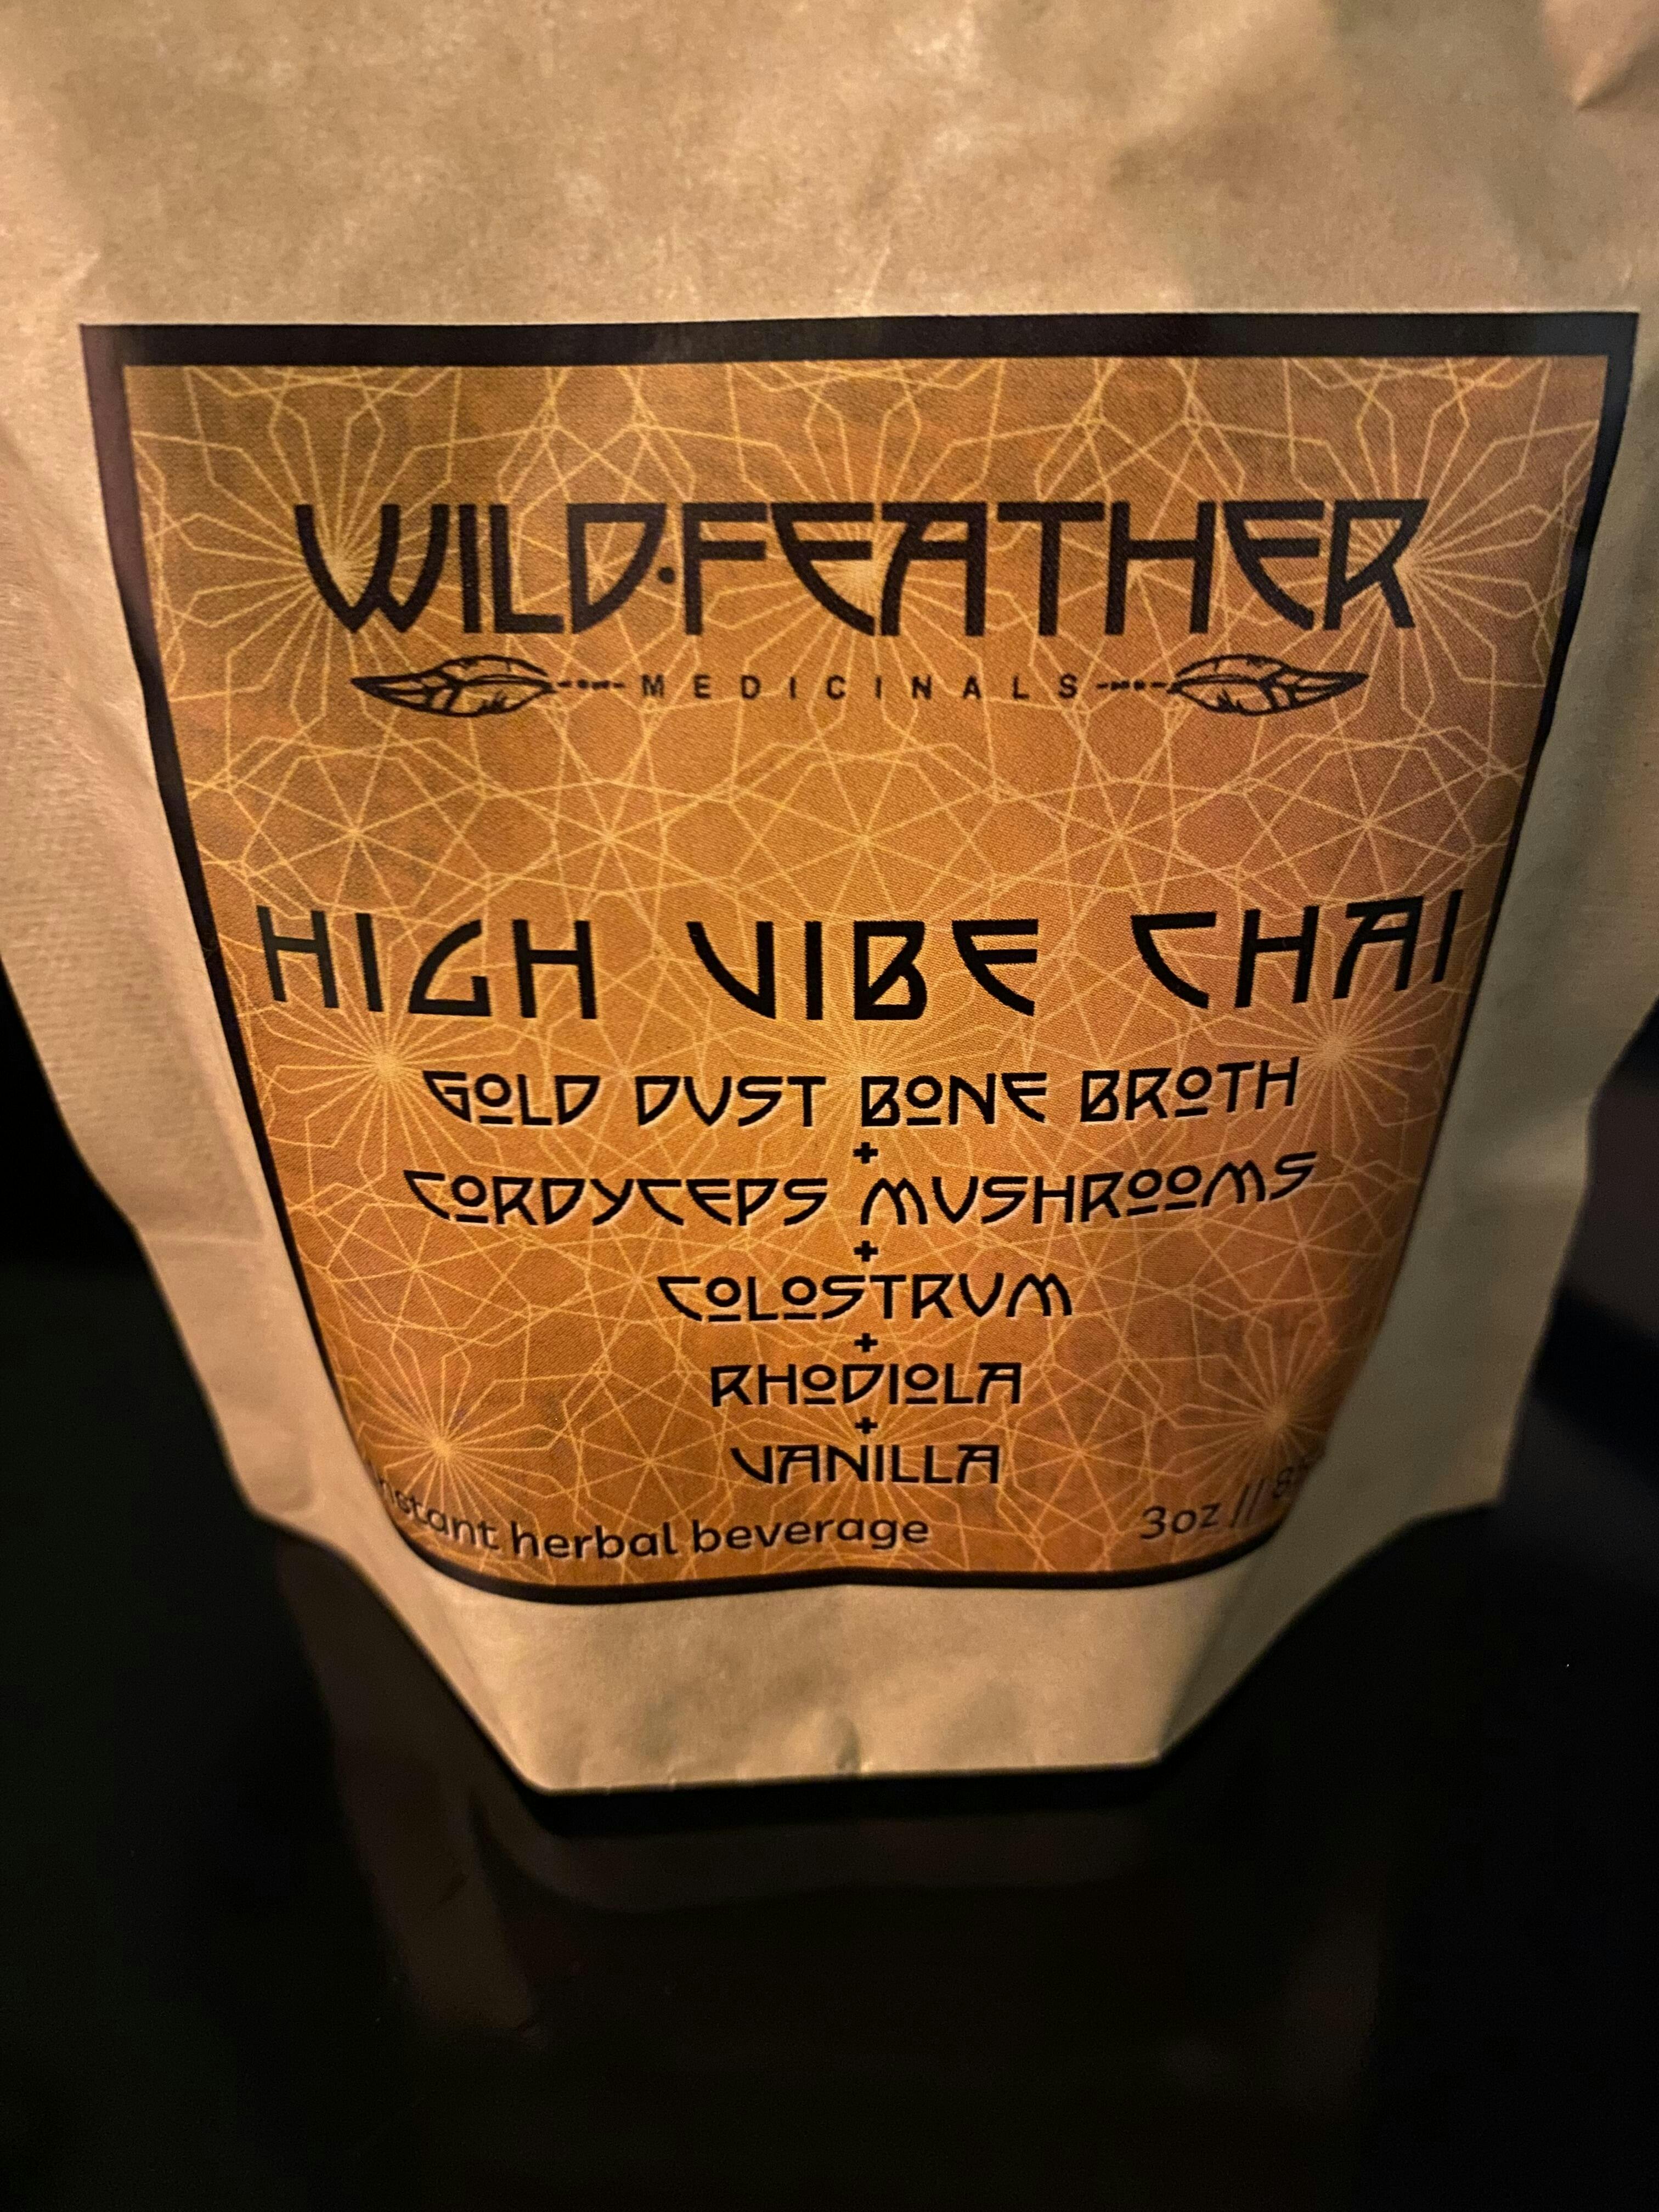 WILD·FEATHER
MEDICINALS
HIGH VIBE CHAI
GOLD DUST BONE BROTH
+
CORDYCEPS MUSHROOMS
+
COLOSTRUM
+
RHODIOLA
+
VANILLA
instant herbal beverage
3oz //